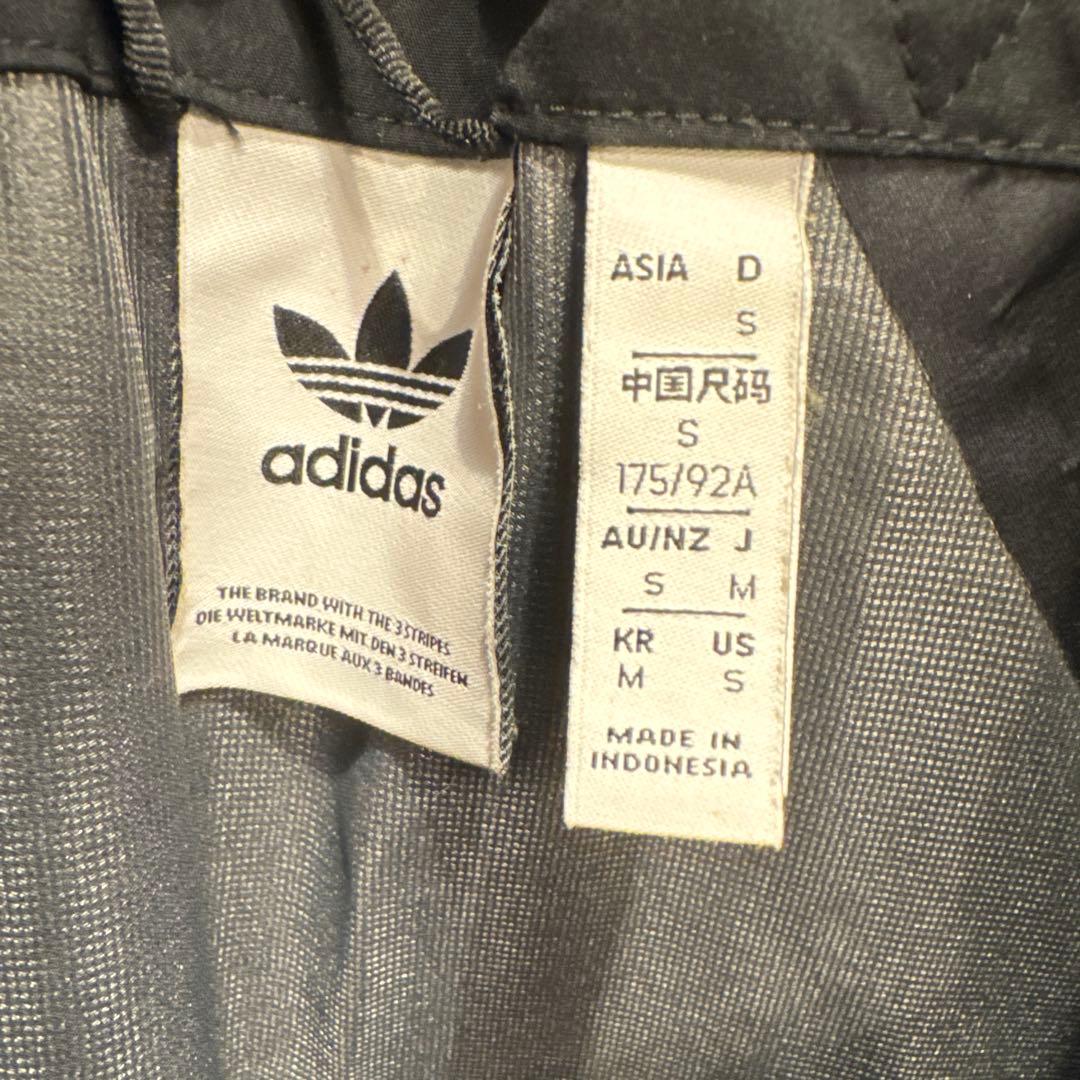 adidas
THE BRAND WITH THE 3 STRIPES
DIE WELTMARKE MIT DEN 3 STREIFEN
LA MARQUE AUX 3 BANDES
ASIA D
S
中国尺码
S
175/92A
AU/NZ J
S M
KR US
M S
MADE IN
INDONESIA